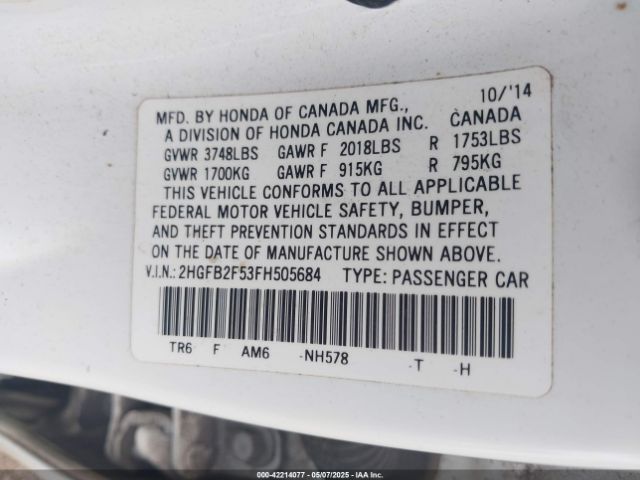 10/'14
MFD. BY HONDA OF CANADA MFG., CANADA
A DIVISION OF HONDA CANADA INC.
GVWR 3748LBS GAWR F 2018LBS R 1753LBS
GVWR 1700KG GAWR F 915KG R 795KG
THIS VEHICLE CONFORMS TO ALL APPLICABLE
FEDERAL MOTOR VEHICLE SAFETY, BUMPER,
AND THEFT PREVENTION STANDARDS IN EFFECT
ON THE DATE OF MANUFACTURE SHOWN ABOVE.
V.I.N.: 2HGFB2F53FH505684 TYPE: PASSENGER CAR
TR6 F AM6 -NH578 -T -H
000-42214077 - 05/07/2025 - IAA Inc.